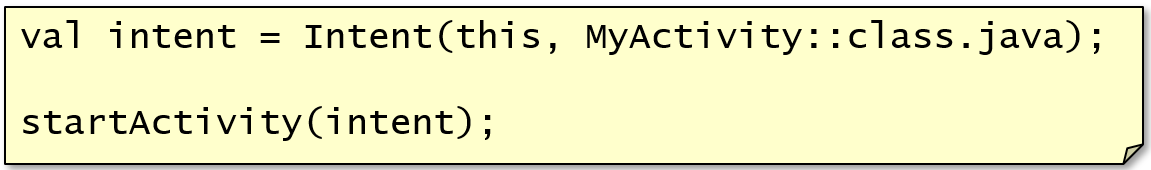 val intent = Intent(this, MyActivity::class.java);
startActivity(intent);